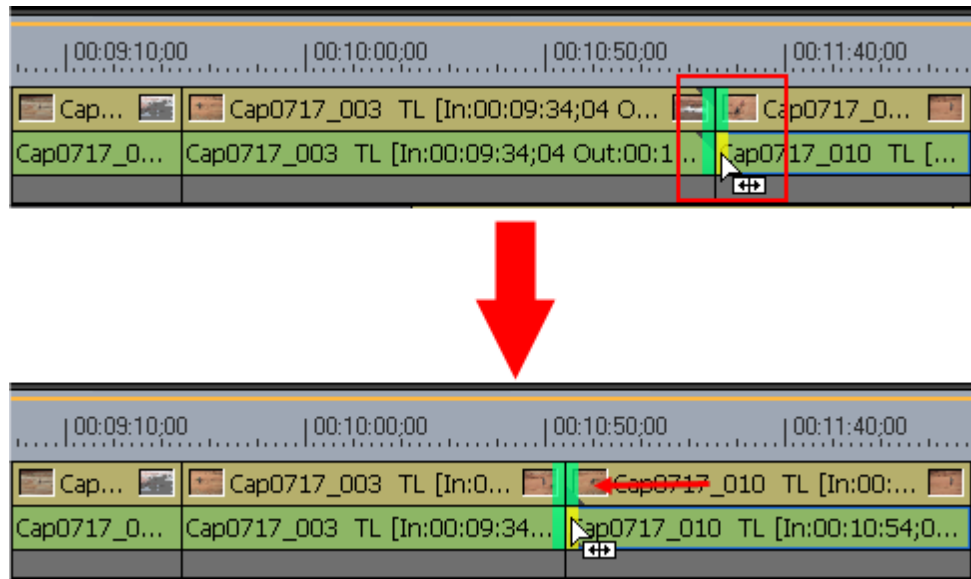 00:09:10;00 00:10:00;00 00:10:50;00 00:11:40;00
Cap... Cap0717_003 TL [In:00:09:34;04 O... Cap0717_0...
Cap0717_0... Cap0717_003 TL [In:00:09:34;04 Out:00:1... Cap0717_010 TL [...
00:09:10;00 00:10:00;00 00:10:50;00 00:11:40;00
Cap... Cap0717_003 TL [In:0... Cap0717_010 TL [In:00:...
Cap0717_0... Cap0717_003 TL [In:00:09:34... Cap0717_010 TL [In:00:10:54;0...